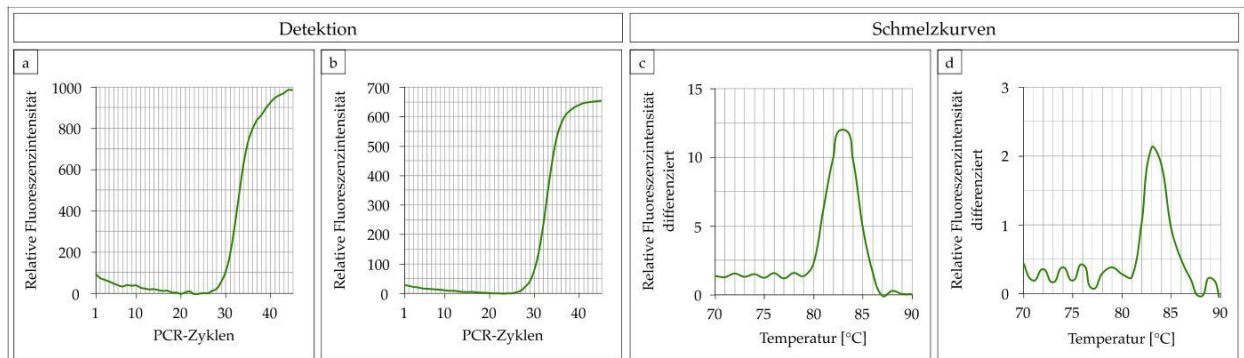 Detektion
Schmelzkurven
a
Relative Fluoreszenzintensität
1000
800
600
400
200
0
1 10 20 30 40
PCR-Zyklen
b
Relative Fluoreszenzintensität
700
600
500
400
300
200
100
0
1 10 20 30 40
PCR-Zyklen
c
Relative Fluoreszenzintensität
differenziert
15
10
5
0
70 75 80 85 90
Temperatur [°C]
d
Relative Fluoreszenzintensität
differenziert
3
2
1
0
70 75 80 85 90
Temperatur [°C]